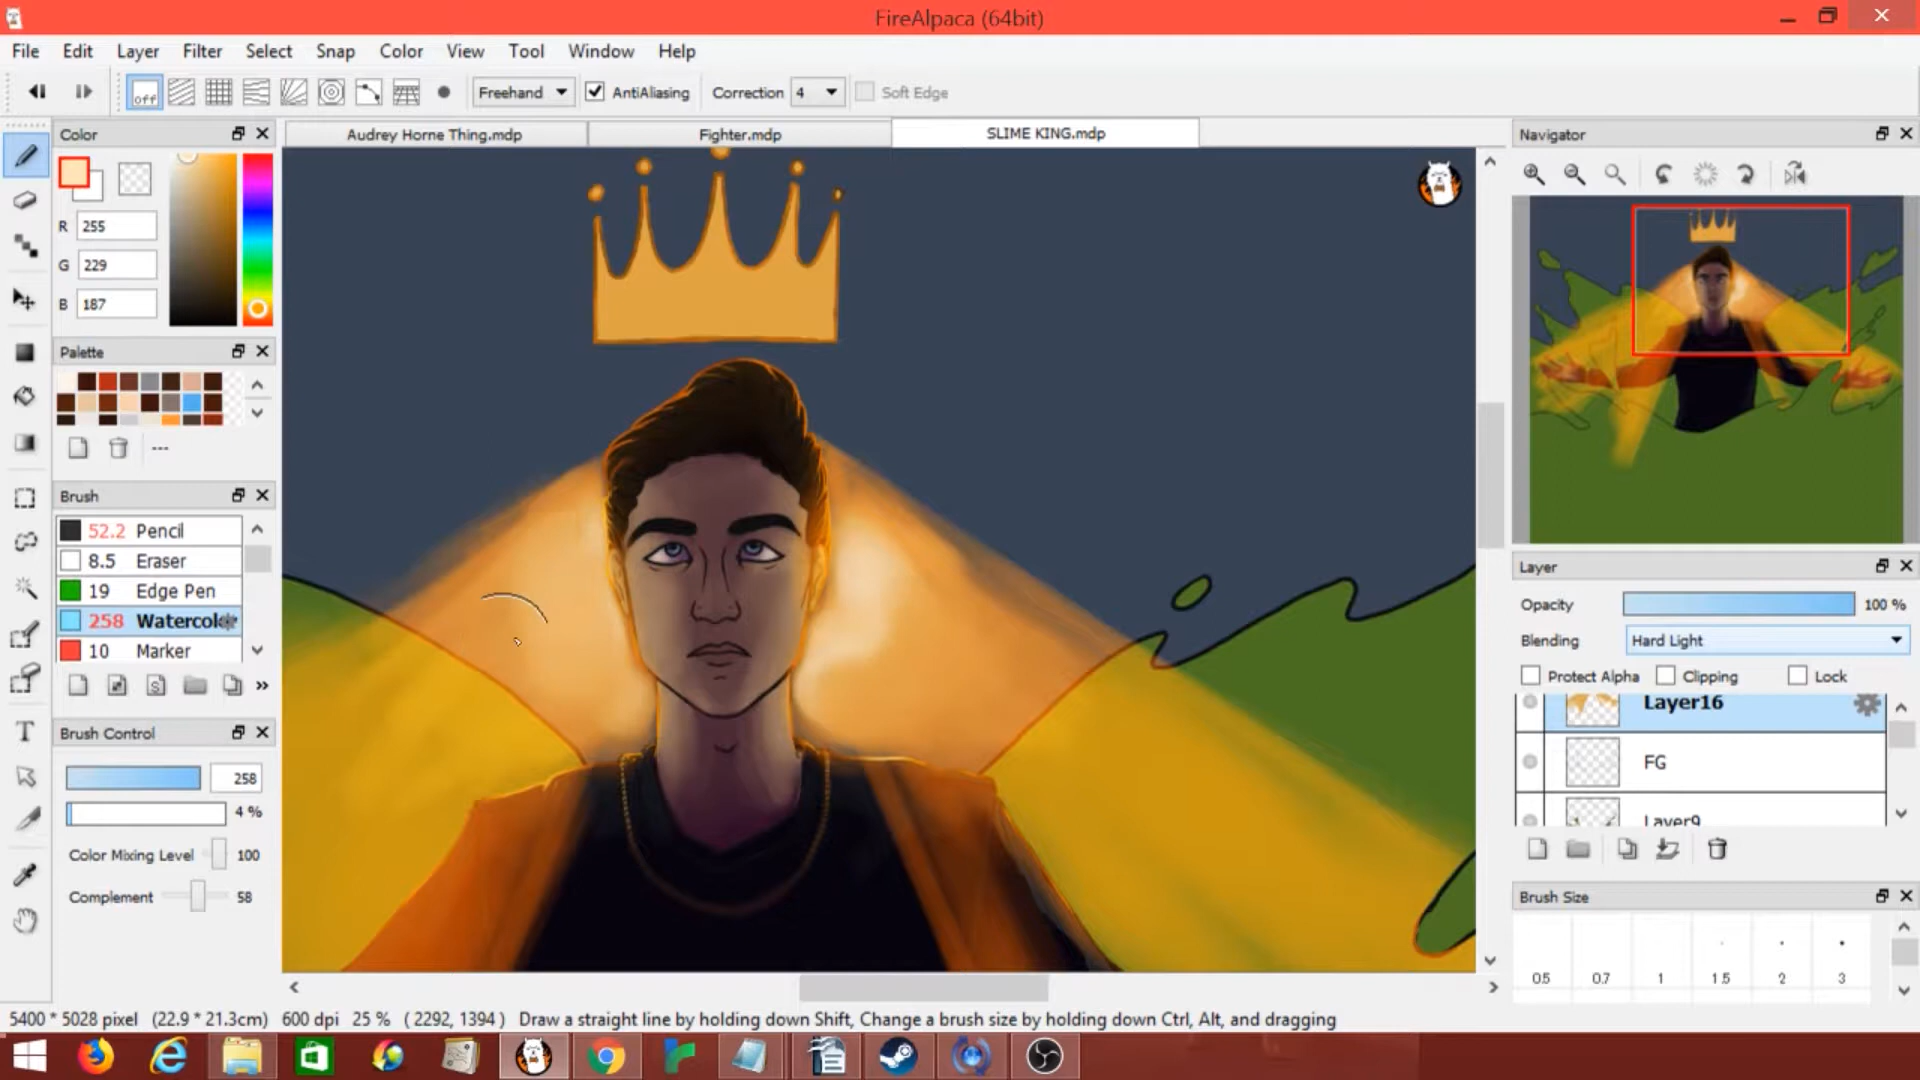 FireAlpaca (64bit)
File Edit Layer Filter Select Snap Color View Tool Window Help
off Freehand AntiAliasing Correction 4 Soft Edge
Color
Audrey Horne Thing.mdp Fighter.mdp SLIME KING.mdp
Navigator
R 255
G 229
B 187
Palette
---
Brush
52.2 Pencil
8.5 Eraser
19 Edge Pen
258 Watercolor
10 Marker
S
Brush Control
258
4 %
Color Mixing Level 100
Complement 58
T
Layer
Opacity 100 %
Blending Hard Light
Protect Alpha Clipping Lock
Layer16
FG
Layer9
Brush Size
0.5 0.7 1 1.5 2 3
5400 * 5028 pixel (22.9 * 21.3cm) 600 dpi 25 % ( 2292, 1394 ) Draw a straight line by holding down Shift, Change a brush size by holding down Ctrl, Alt, and dragging